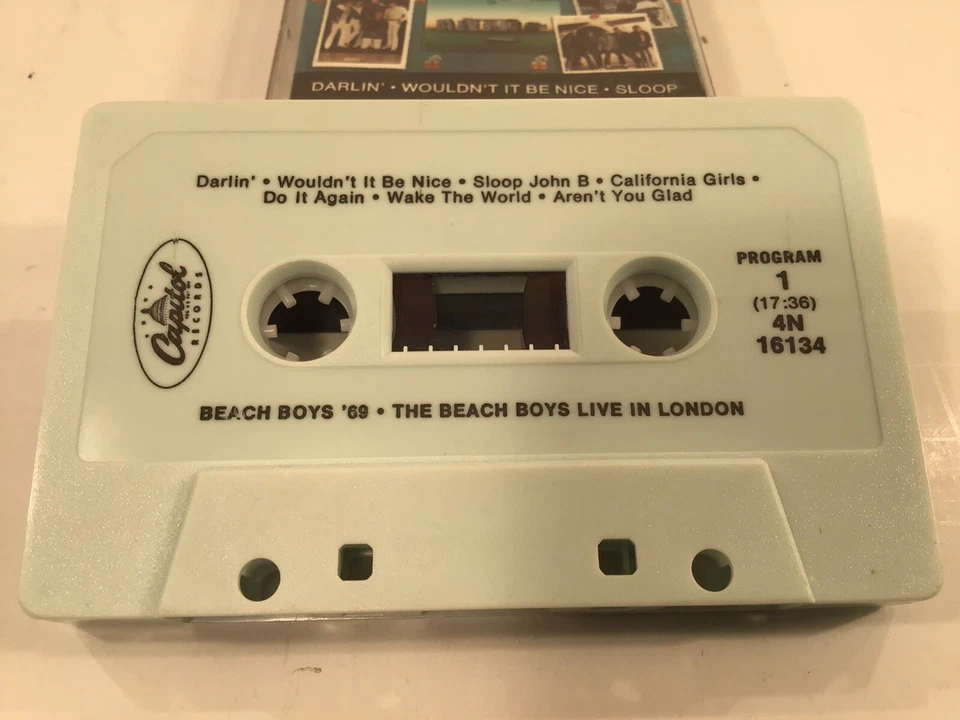 DARLIN' • WOULDN'T IT BE NICE • SLOOP
Darlin' • Wouldn't It Be Nice • Sloop John B • California Girls •
Do It Again • Wake The World • Aren't You Glad
Capitol
RECORDS
PROGRAM
1
(17:36)
4N
16134
BEACH BOYS '69 • THE BEACH BOYS LIVE IN LONDON